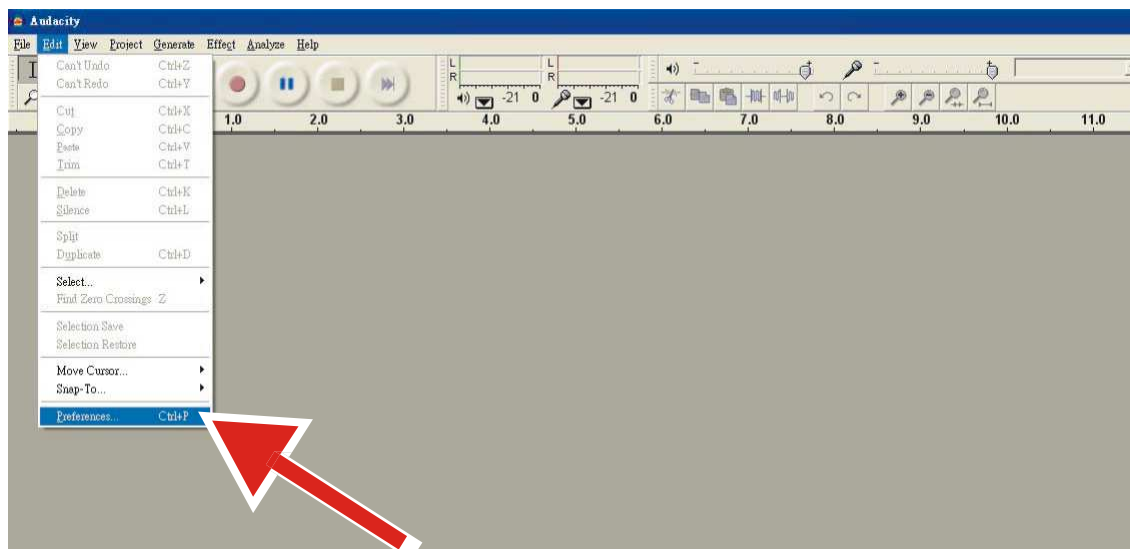 Audacity
File Edit View Project Generate Effect Analyze Help
Can't Undo Ctrl+Z
Can't Redo Ctrl+Y
Cut Ctrl+X
Copy Ctrl+C
Paste Ctrl+V
Trim Ctrl+T
Delete Ctrl+K
Silence Ctrl+L
Split
Duplicate Ctrl+D
Select...
Find Zero Crossings Z
Selection Save
Selection Restore
Move Cursor...
Snap-To...
Preferences... Ctrl+P
L
R
-21 0
L
R
-21 0
1.0 2.0 3.0 4.0 5.0 6.0 7.0 8.0 9.0 10.0 11.0